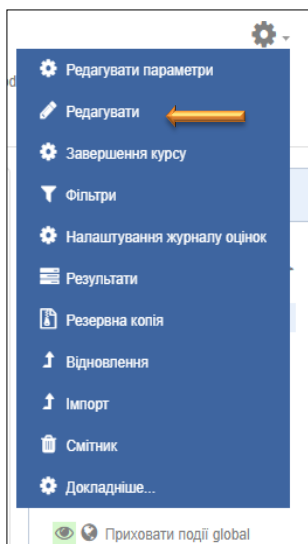 Редагувати параметри
Редагувати
Завершення курсу
Фільтри
Налаштування журналу оцінок
Результати
Резервна копія
Відновлення
Імпорт
Смітник
Докладніше...
Приховати події global